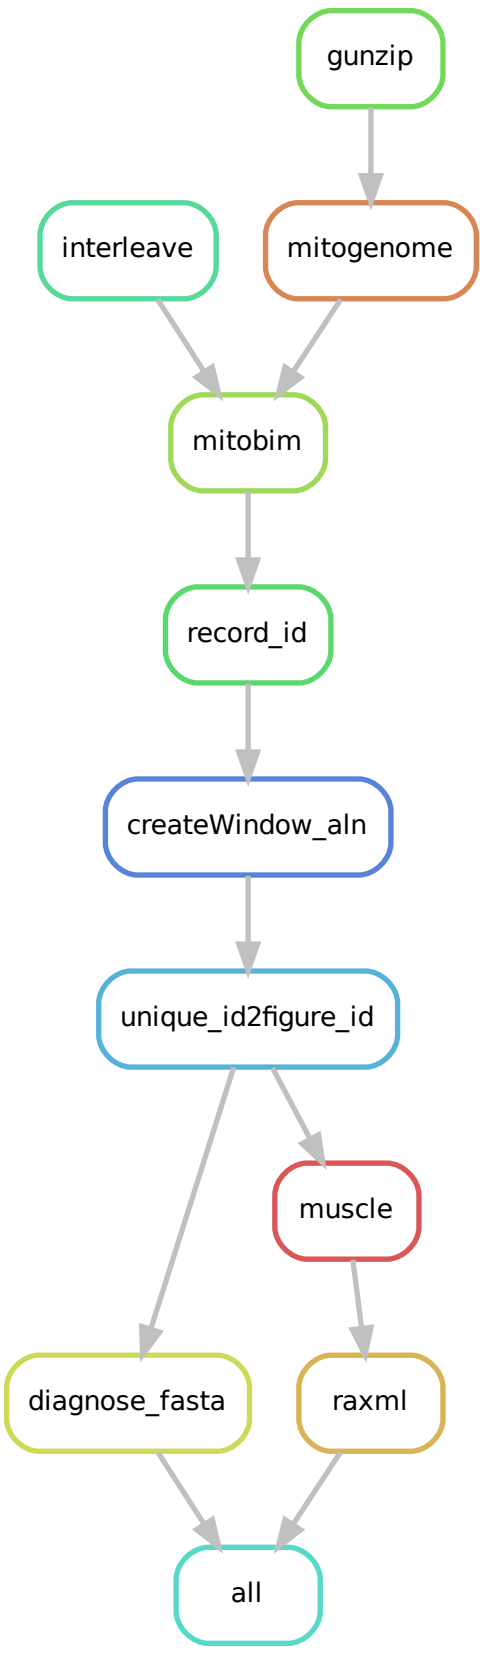 gunzip
interleave
mitogenome
mitobim
record_id
createWindow_aln
unique_id2figure_id
muscle
diagnose_fasta
raxml
all